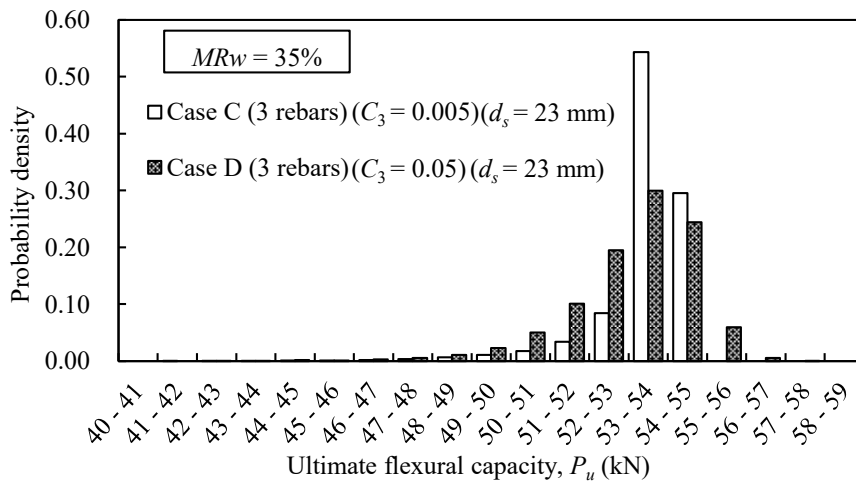 0.60
0.50
0.40
0.30
0.20
0.10
0.00
Probability density
MRw = 35%
Case C (3 rebars) (C₃ = 0.005) (dₛ = 23 mm)
Case D (3 rebars) (C₃ = 0.05) (dₛ = 23 mm)
40 - 41
41 - 42
42 - 43
43 - 44
44 - 45
45 - 46
46 - 47
47 - 48
48 - 49
49 - 50
50 - 51
51 - 52
52 - 53
53 - 54
54 - 55
55 - 56
56 - 57
57 - 58
58 - 59
Ultimate flexural capacity, Pᵤ (kN)